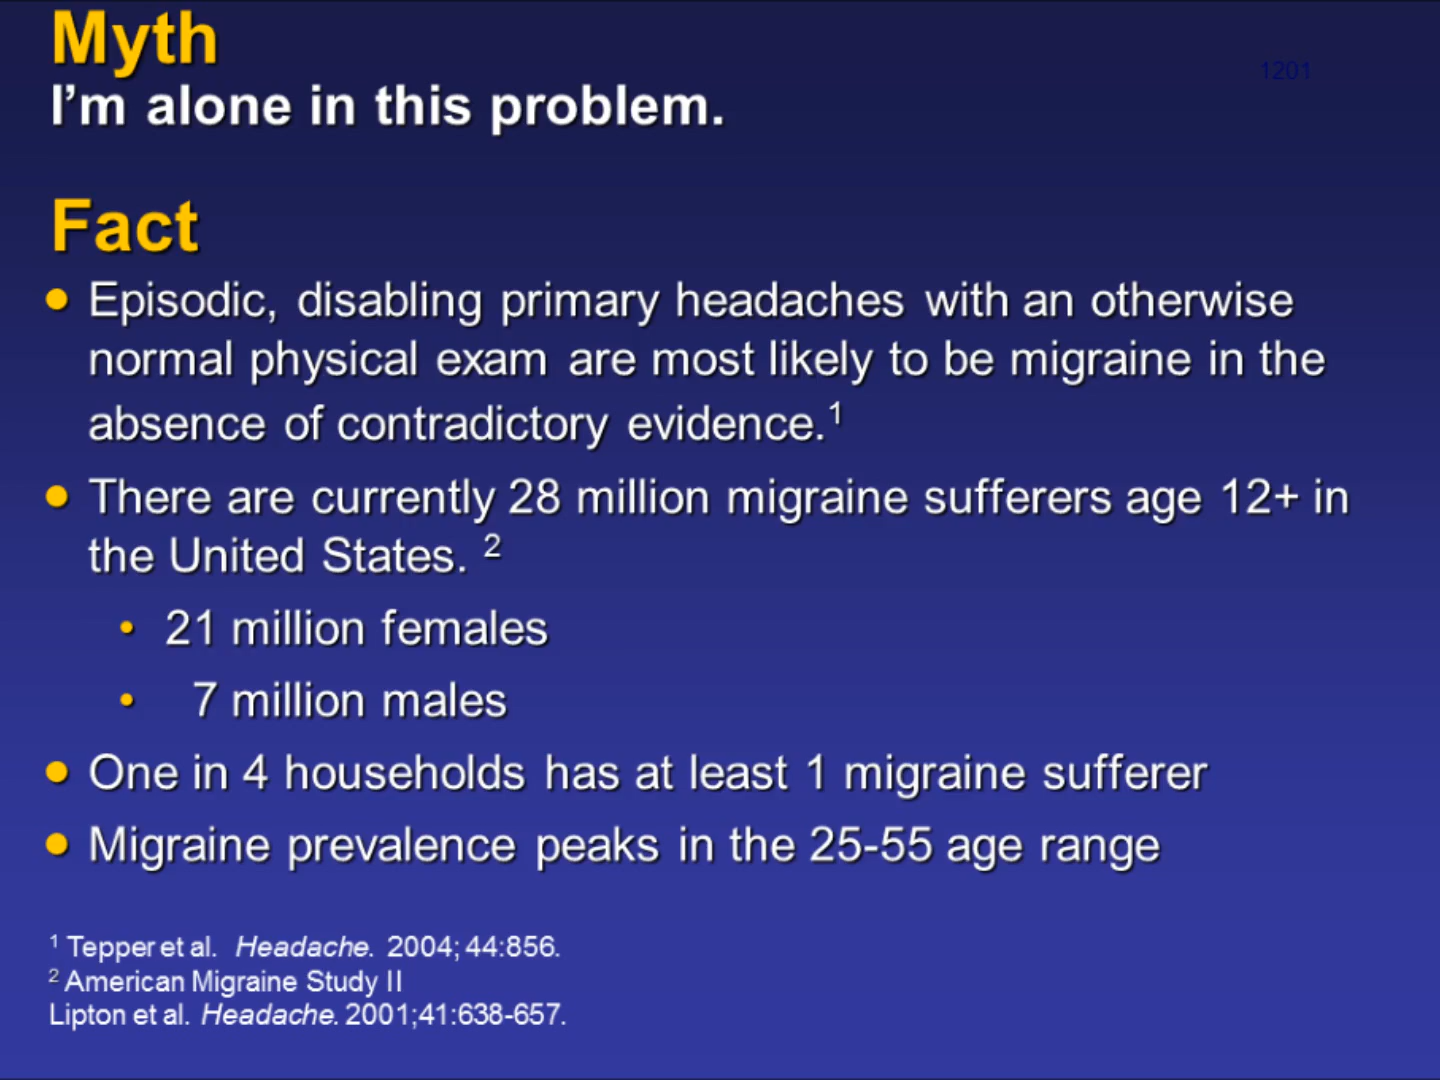 Myth
1201
I’m alone in this problem.
Fact
● Episodic, disabling primary headaches with an otherwise
normal physical exam are most likely to be migraine in the
absence of contradictory evidence.¹
● There are currently 28 million migraine sufferers age 12+ in
the United States. ²
• 21 million females
• 7 million males
● One in 4 households has at least 1 migraine sufferer
● Migraine prevalence peaks in the 25-55 age range
¹ Tepper et al. Headache. 2004; 44:856.
² American Migraine Study II
Lipton et al. Headache. 2001;41:638-657.